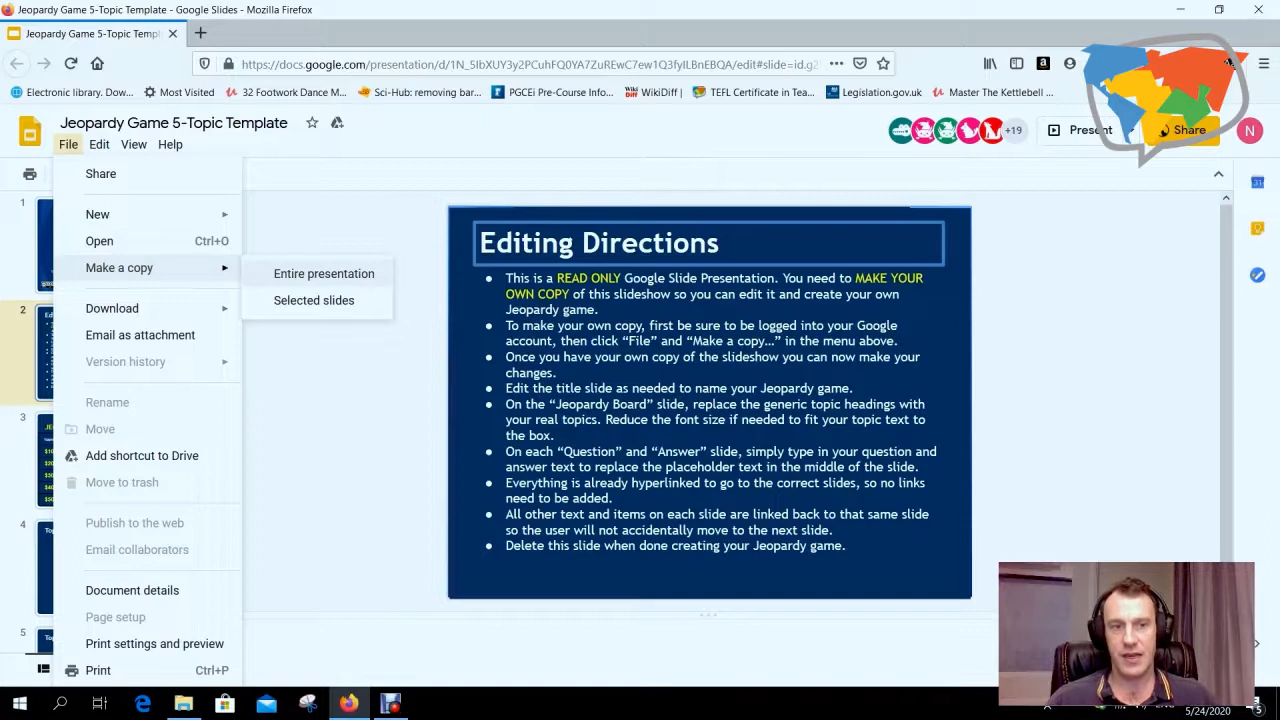 Jeopardy Game 5-Topic Template - Google Slides - Mozilla Firefox
Jeopardy Game 5-Topic Templ
https://docs.google.com/presentation/d/1N_5IbXUY3y2PCuhFQ0YA7ZuREwC7ew1Q3fyILBnEBQA/edit#slide=id.g2
Electronic library. Dow...
Most Visited
32 Footwork Dance M...
Sci-Hub: removing bar...
PGCEi Pre-Course Info...
WikiDiff |
TEFL Certificate in Tea...
Legislation.gov.uk
Master The Kettlebell
Jeopardy Game 5-Topic Template
+19
Present
Share
N
File
Edit
View
Help
Share
New
Open Ctrl+O
Make a copy
Entire presentation
Selected slides
Download
Email as attachment
Version history
Rename
Move
Add shortcut to Drive
Move to trash
Publish to the web
Email collaborators
Document details
Page setup
Print settings and preview
Print Ctrl+P
1
2
3
4
5
Editing Directions
● This is a READ ONLY Google Slide Presentation. You need to MAKE YOUR
OWN COPY of this slideshow so you can edit it and create your own
Jeopardy game.
● To make your own copy, first be sure to be logged into your Google
account, then click “File” and “Make a copy…” in the menu above.
● Once you have your own copy of the slideshow you can now make your
changes.
● Edit the title slide as needed to name your Jeopardy game.
● On the “Jeopardy Board” slide, replace the generic topic headings with
your real topics. Reduce the font size if needed to fit your topic text to
the box.
● On each “Question” and “Answer” slide, simply type in your question and
answer text to replace the placeholder text in the middle of the slide.
● Everything is already hyperlinked to go to the correct slides, so no links
need to be added.
● All other text and items on each slide are linked back to that same slide
so the user will not accidentally move to the next slide.
● Delete this slide when done creating your Jeopardy game.
31
5/24/2020
5